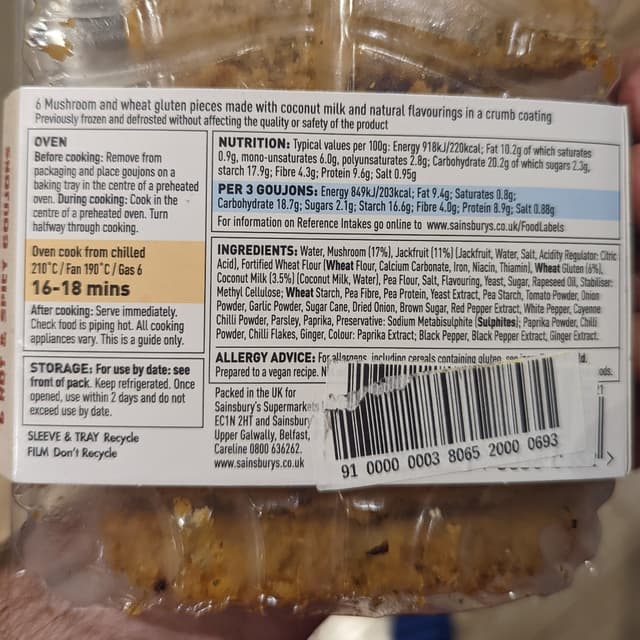 6 Mushroom and wheat gluten pieces made with coconut milk and natural flavourings in a crumb coating
Previously frozen and defrosted without affecting the quality or safety of the product
OVEN
Before cooking: Remove from
packaging and place goujons on a
baking tray in the centre of a preheated
oven. During cooking: Cook in the
centre of a preheated oven. Turn
halfway through cooking.
Oven cook from chilled
210°C / Fan 190°C / Gas 6
16-18 mins
After cooking: Serve immediately.
Check food is piping hot. All cooking
appliances vary. This is a guide only.
STORAGE: For use by date: see
front of pack. Keep refrigerated. Once
opened, use within 2 days and do not
exceed use by date.
SLEEVE & TRAY Recycle
FILM Don't Recycle
NUTRITION: Typical values per 100g: Energy 918kJ/220kcal; Fat 10.2g of which saturates
0.9g, mono-unsaturates 6.0g, polyunsaturates 2.8g; Carbohydrate 20.2g of which sugars 2.3g,
starch 17.9g; Fibre 4.3g; Protein 9.6g; Salt 0.95g
PER 3 GOUJONS: Energy 849kJ/203kcal; Fat 9.4g; Saturates 0.8g;
Carbohydrate 18.7g; Sugars 2.1g; Starch 16.6g; Fibre 4.0g; Protein 8.9g; Salt 0.88g
For information on Reference Intakes go online to www.sainsburys.co.uk/FoodLabels
INGREDIENTS: Water, Mushroom (17%), Jackfruit (11%) (Jackfruit, Water, Salt, Acidity Regulator: Citric
Acid), Fortified Wheat Flour (Wheat Flour, Calcium Carbonate, Iron, Niacin, Thiamin), Wheat Gluten (6%),
Coconut Milk (3.5%) (Coconut Milk, Water), Pea Flour, Salt, Flavouring, Yeast, Sugar, Rapeseed Oil, Stabiliser:
Methyl Cellulose; Wheat Starch, Pea Fibre, Pea Protein, Yeast Extract, Pea Starch, Tomato Powder, Onion
Powder, Garlic Powder, Sugar Cane, Dried Onion, Brown Sugar, Red Pepper Extract, White Pepper, Cayenne
Chilli Powder, Parsley, Paprika, Preservative: Sodium Metabisulphite (Sulphites); Paprika Powder, Chilli
Powder, Chilli Flakes, Ginger, Colour: Paprika Extract; Black Pepper, Black Pepper Extract, Ginger Extract.
ALLERGY ADVICE: For allergens, including cereals containing gluten, see
Prepared to a vegan recipe.
Packed in the UK for
Sainsbury's Supermarkets
EC1N 2HT and Sainsbury
Upper Galwally, Belfast,
Careline 0800 636262.
www.sainsburys.co.uk
91 0000 0003 8065 2000 0693